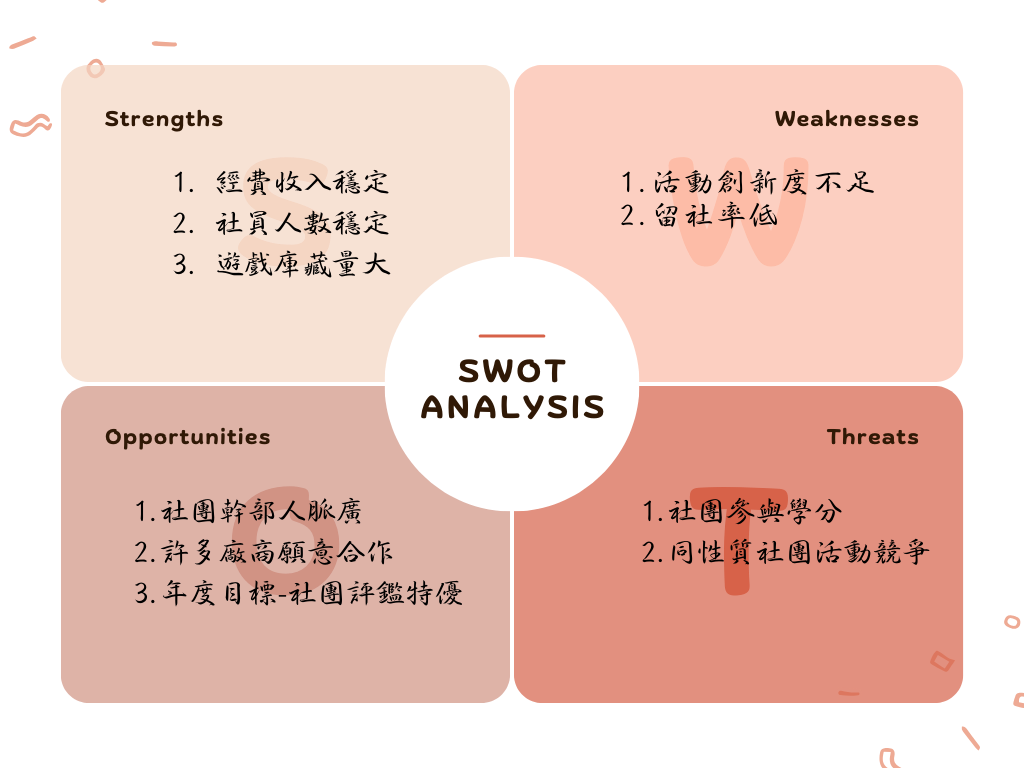 Strengths
1. 經費收入穩定
2. 社員人數穩定
3. 遊戲庫藏量大
Weaknesses
1.活動創新度不足
2.留社率低
SWOT
ANALYSIS
Opportunities
1.社團幹部人脈廣
2.許多廠商願意合作
3.年度目標-社團評鑑特優
Threats
1.社團參與學分
2.同性質社團活動競爭
S
W
O
T